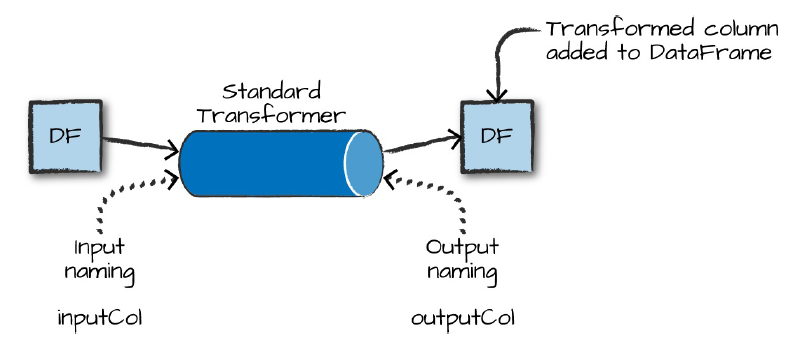 Transformed column
added to DataFrame
Standard
Transformer
DF
DF
Input
naming
inputCol
Output
naming
outputCol